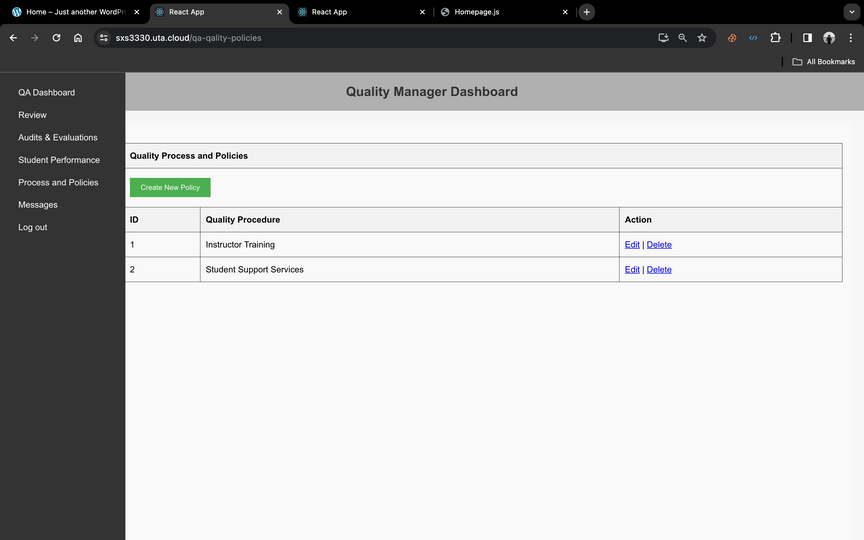 Home – Just another WordPr
React App
React App
Homepage.js
sxs3330.uta.cloud/qa-qality-policies
All Bookmarks
QA Dashboard
Review
Audits & Evaluations
Student Performance
Process and Policies
Messages
Log out
Quality Manager Dashboard
Quality Process and Policies
Create New Policy
ID Quality Procedure Action
1 Instructor Training Edit | Delete
2 Student Support Services Edit | Delete